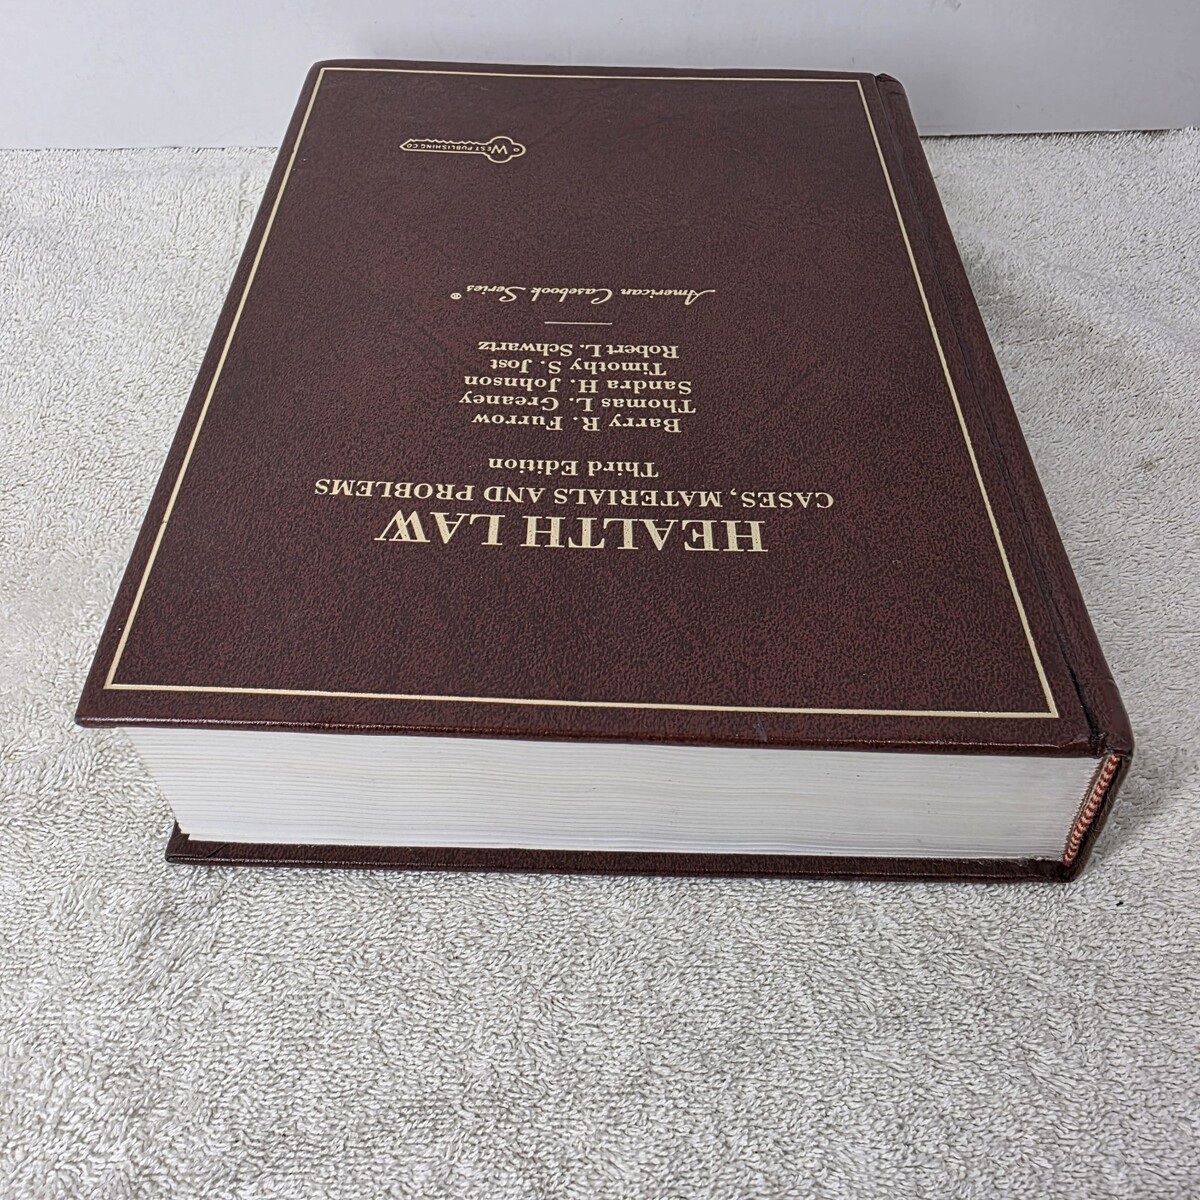 HEALTH LAW
CASES, MATERIALS AND PROBLEMS
Third Edition
Barry R. Furrow
Thomas L. Greaney
Sandra H. Johnson
Timothy S. Jost
Robert L. Schwartz
American Casebook Series®
WEST PUBLISHING CO